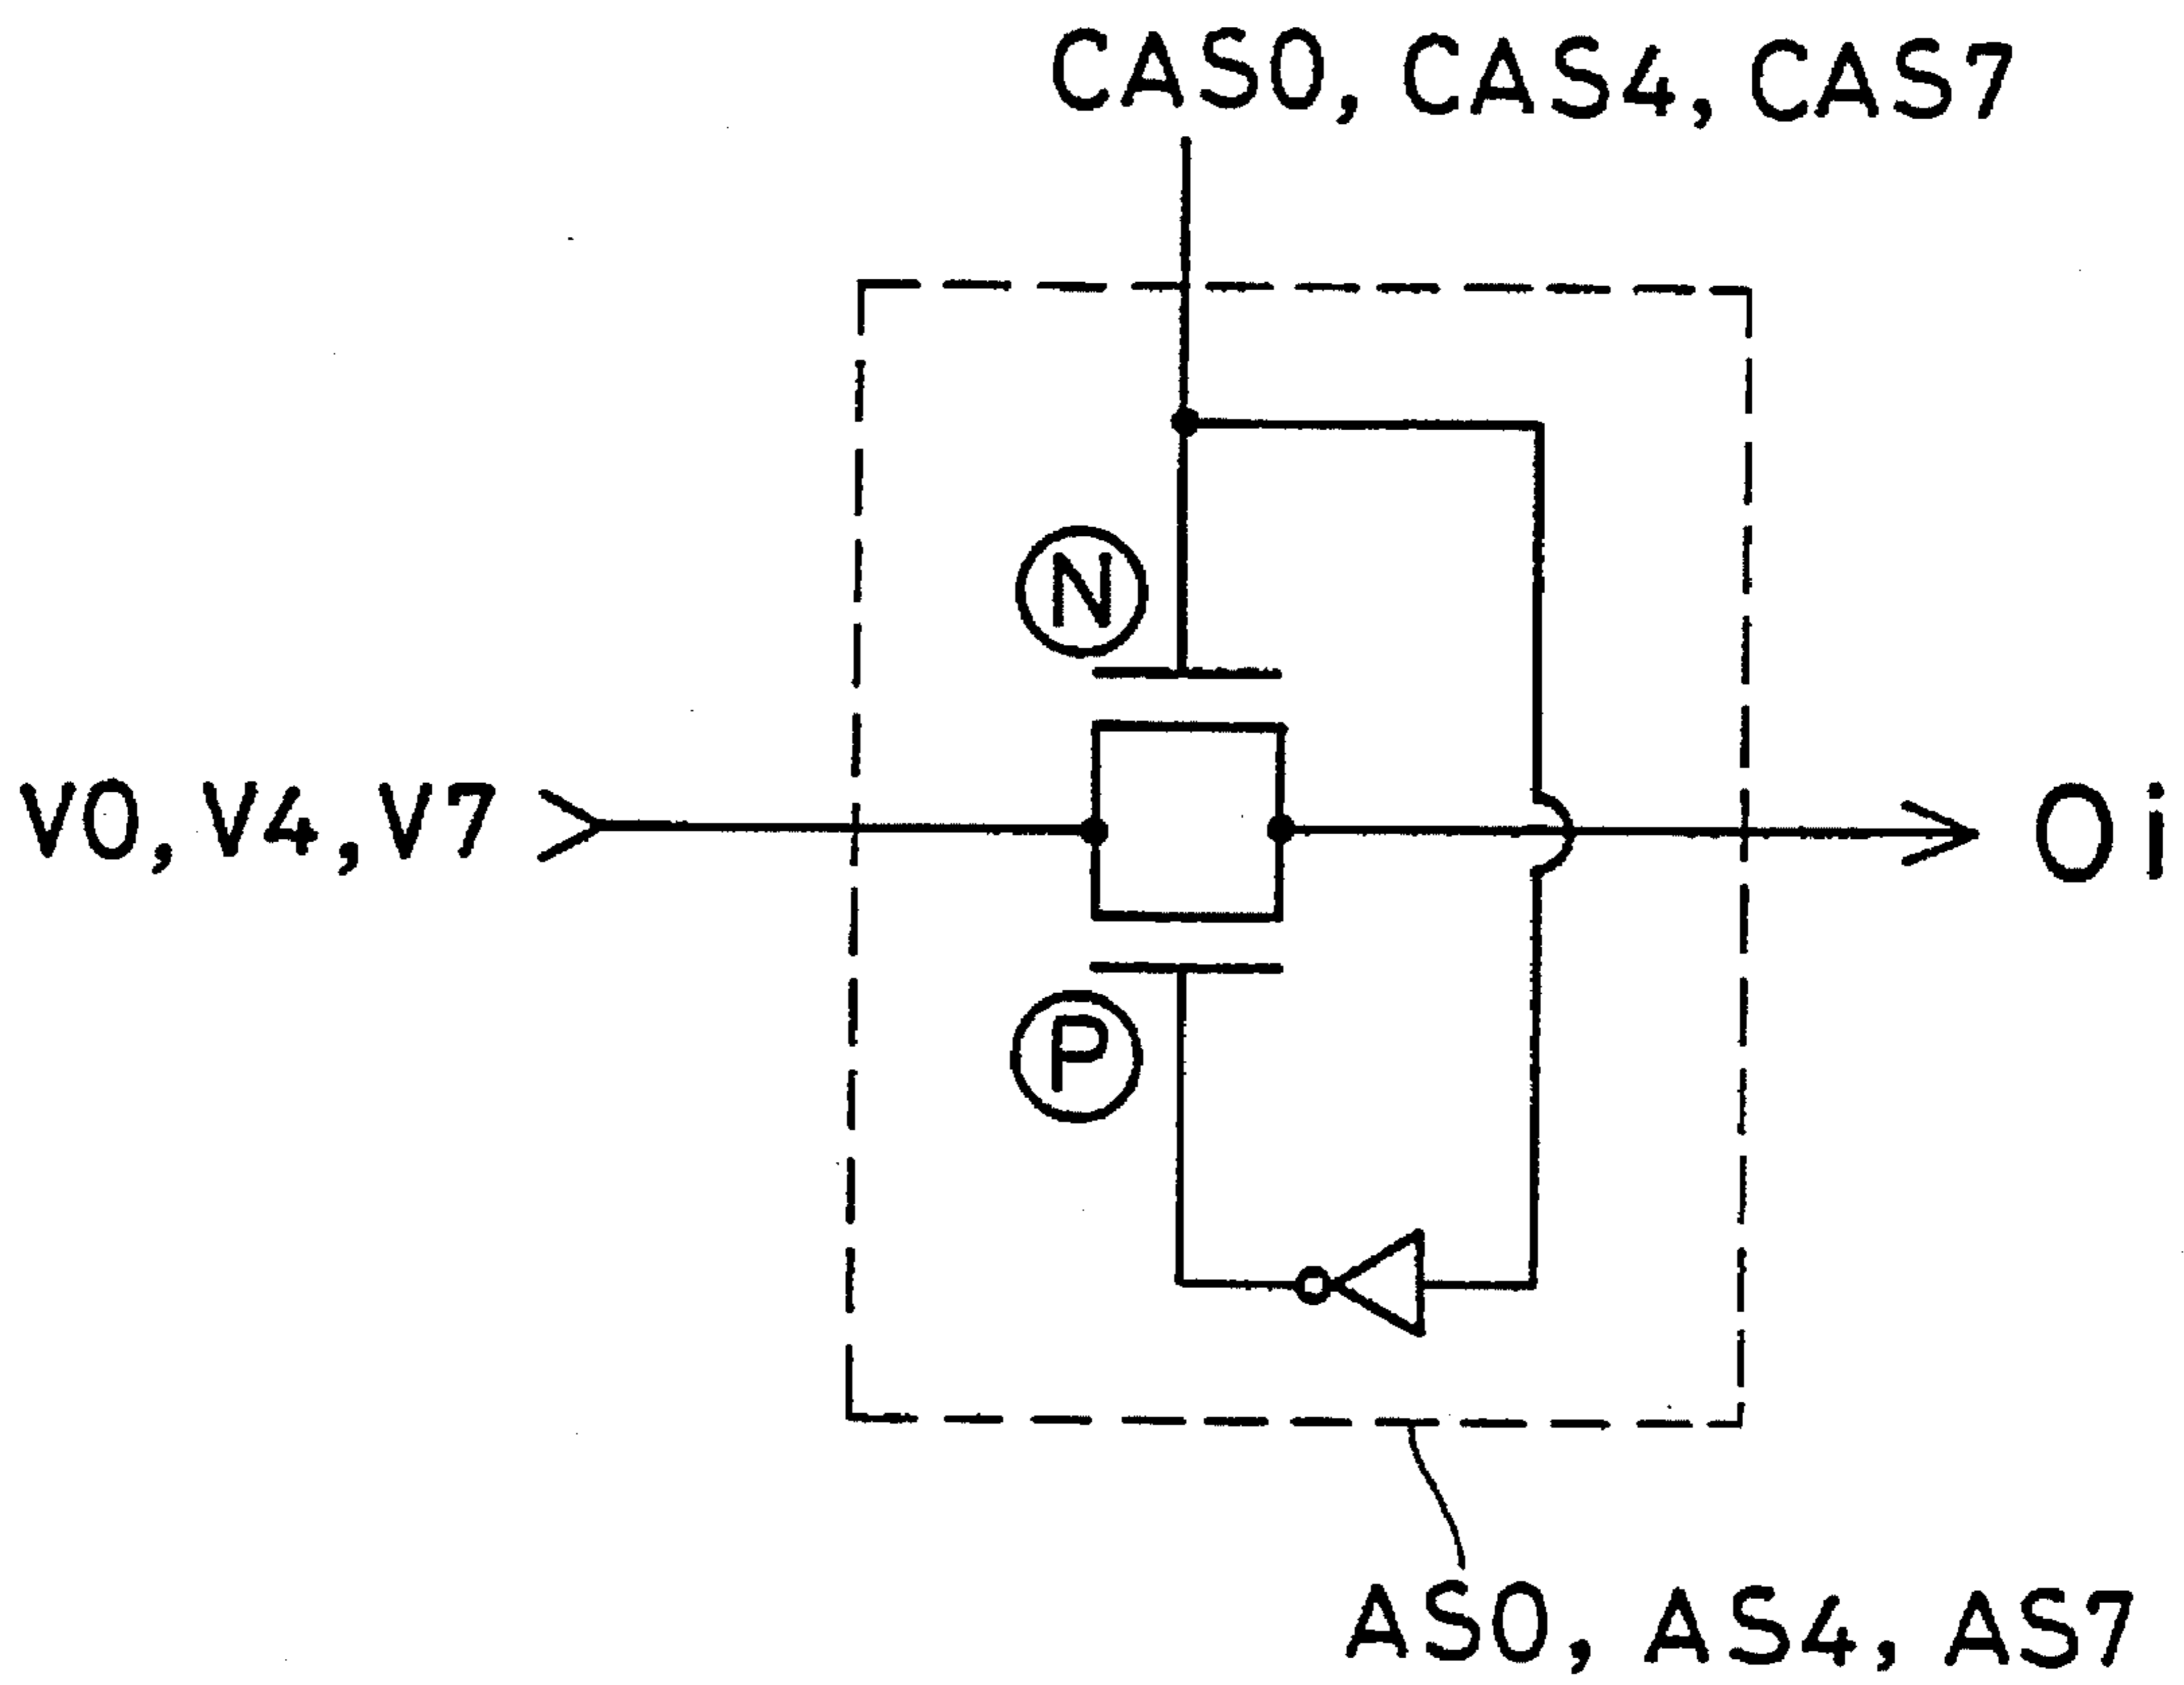 CAS0, CAS4, CAS7
N
V0, V4, V7
Oi
P
AS0, AS4, AS7